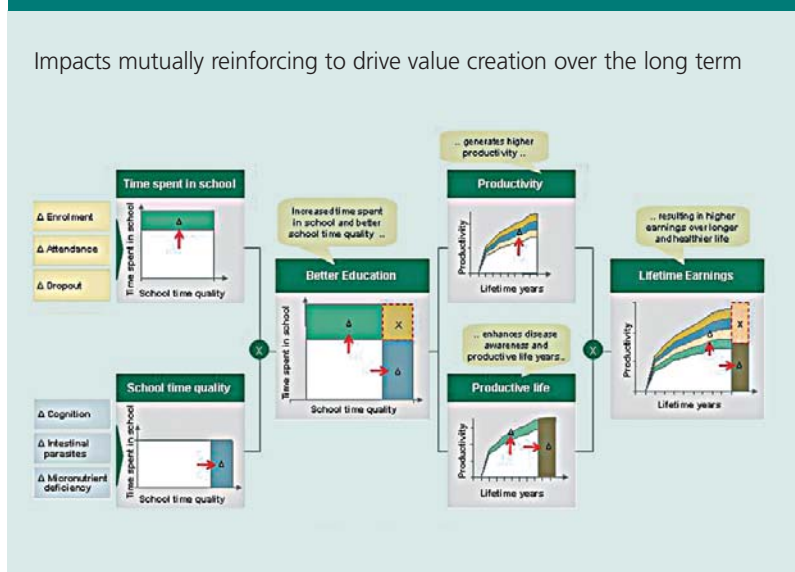 Impacts mutually reinforcing to drive value creation over the long term
Time spent in school
Δ Enrolment
Δ Attendance
Δ Dropout
Time spent in school
Δ
School time quality
School time quality
Δ Cognition
Δ Intestinal
parasites
Δ Micronutrient
deficiency
Time spent in school
Δ
School time quality
X
Increased time spent
in school and better
school time quality ..
Better Education
Time spent in school
Δ
X
Δ
School time quality
.. generates higher
productivity ..
Productivity
Productivity
Δ
Lifetime years
.. enhances disease
awareness and
productive life years..
Productive life
Productivity
Δ
Δ
Lifetime years
X
.. resulting in higher
earnings over longer
and healthier life
Lifetime Earnings
Productivity
Δ
X
Δ
Lifetime years